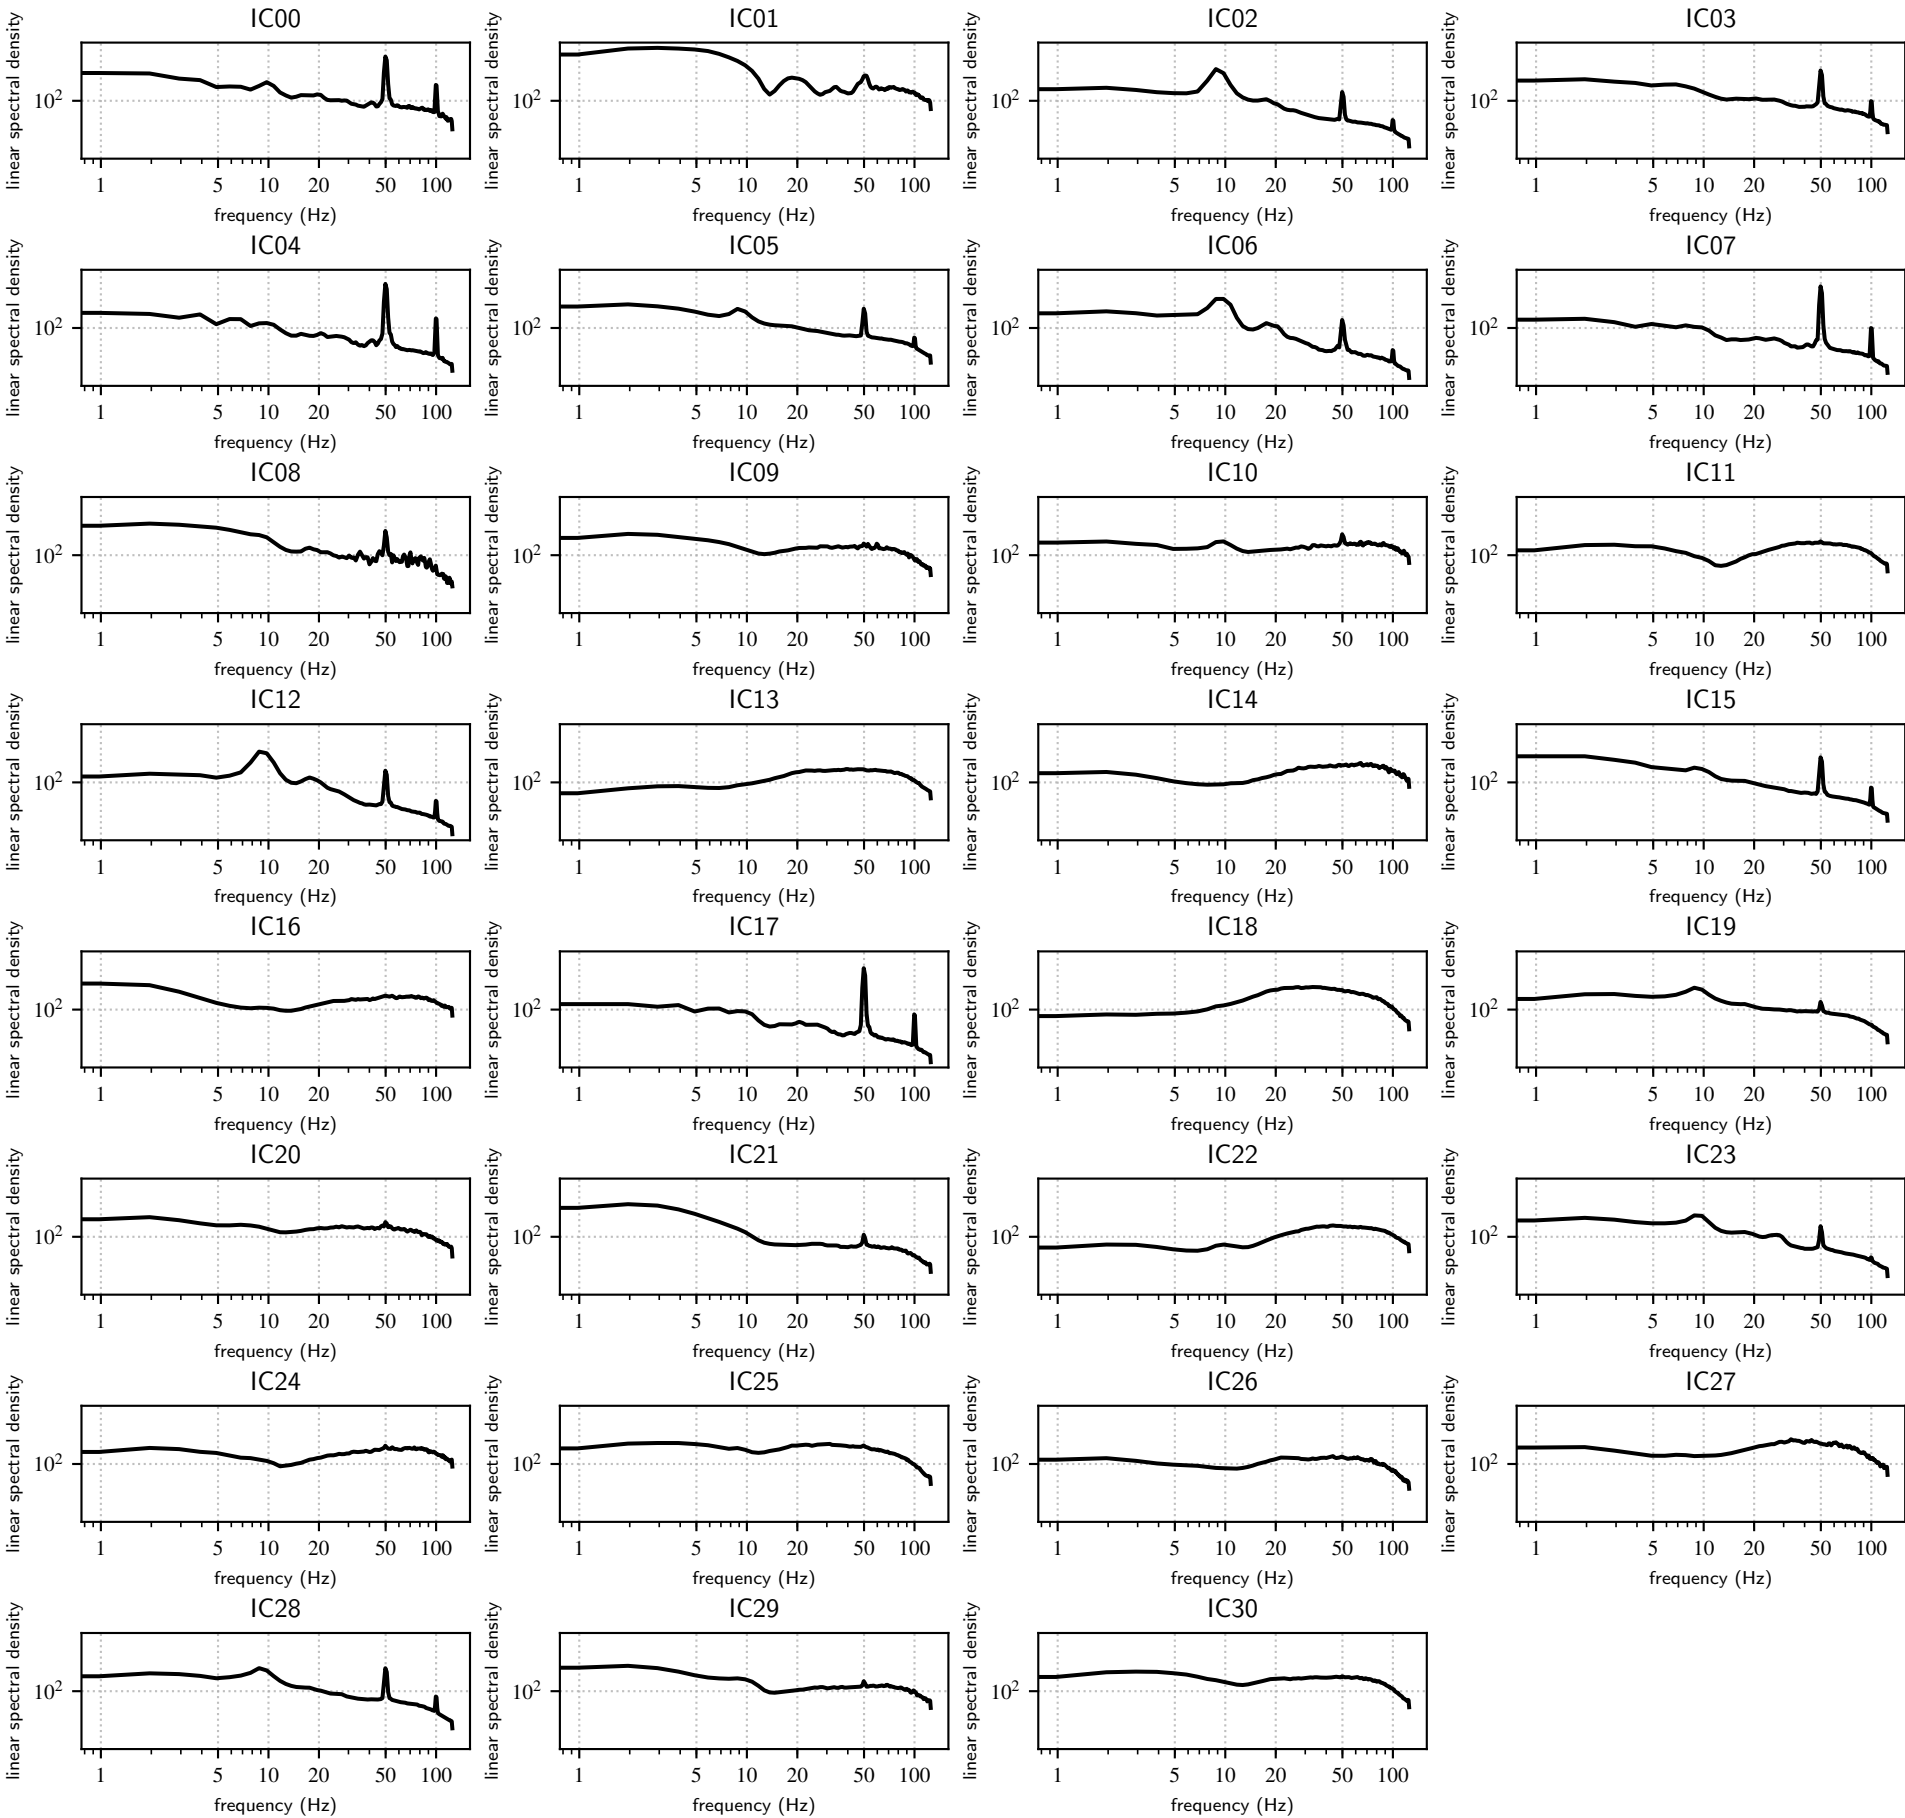 IC00 IC01 IC02 IC03
linear spectral density linear spectral density linear spectral density linear spectral density
10² 10² 10² 10²
1 5 10 20 50 100 1 5 10 20 50 100 1 5 10 20 50 100 1 5 10 20 50 100
frequency (Hz) frequency (Hz) frequency (Hz) frequency (Hz)
IC04 IC05 IC06 IC07
linear spectral density linear spectral density linear spectral density linear spectral density
10² 10² 10² 10²
1 5 10 20 50 100 1 5 10 20 50 100 1 5 10 20 50 100 1 5 10 20 50 100
frequency (Hz) frequency (Hz) frequency (Hz) frequency (Hz)
IC08 IC09 IC10 IC11
linear spectral density linear spectral density linear spectral density linear spectral density
10² 10² 10² 10²
1 5 10 20 50 100 1 5 10 20 50 100 1 5 10 20 50 100 1 5 10 20 50 100
frequency (Hz) frequency (Hz) frequency (Hz) frequency (Hz)
IC12 IC13 IC14 IC15
linear spectral density linear spectral density linear spectral density linear spectral density
10² 10² 10² 10²
1 5 10 20 50 100 1 5 10 20 50 100 1 5 10 20 50 100 1 5 10 20 50 100
frequency (Hz) frequency (Hz) frequency (Hz) frequency (Hz)
IC16 IC17 IC18 IC19
linear spectral density linear spectral density linear spectral density linear spectral density
10² 10² 10² 10²
1 5 10 20 50 100 1 5 10 20 50 100 1 5 10 20 50 100 1 5 10 20 50 100
frequency (Hz) frequency (Hz) frequency (Hz) frequency (Hz)
IC20 IC21 IC22 IC23
linear spectral density linear spectral density linear spectral density linear spectral density
10² 10² 10² 10²
1 5 10 20 50 100 1 5 10 20 50 100 1 5 10 20 50 100 1 5 10 20 50 100
frequency (Hz) frequency (Hz) frequency (Hz) frequency (Hz)
IC24 IC25 IC26 IC27
linear spectral density linear spectral density linear spectral density linear spectral density
10² 10² 10² 10²
1 5 10 20 50 100 1 5 10 20 50 100 1 5 10 20 50 100 1 5 10 20 50 100
frequency (Hz) frequency (Hz) frequency (Hz) frequency (Hz)
IC28 IC29 IC30
linear spectral density linear spectral density linear spectral density
10² 10² 10²
1 5 10 20 50 100 1 5 10 20 50 100 1 5 10 20 50 100
frequency (Hz) frequency (Hz) frequency (Hz)